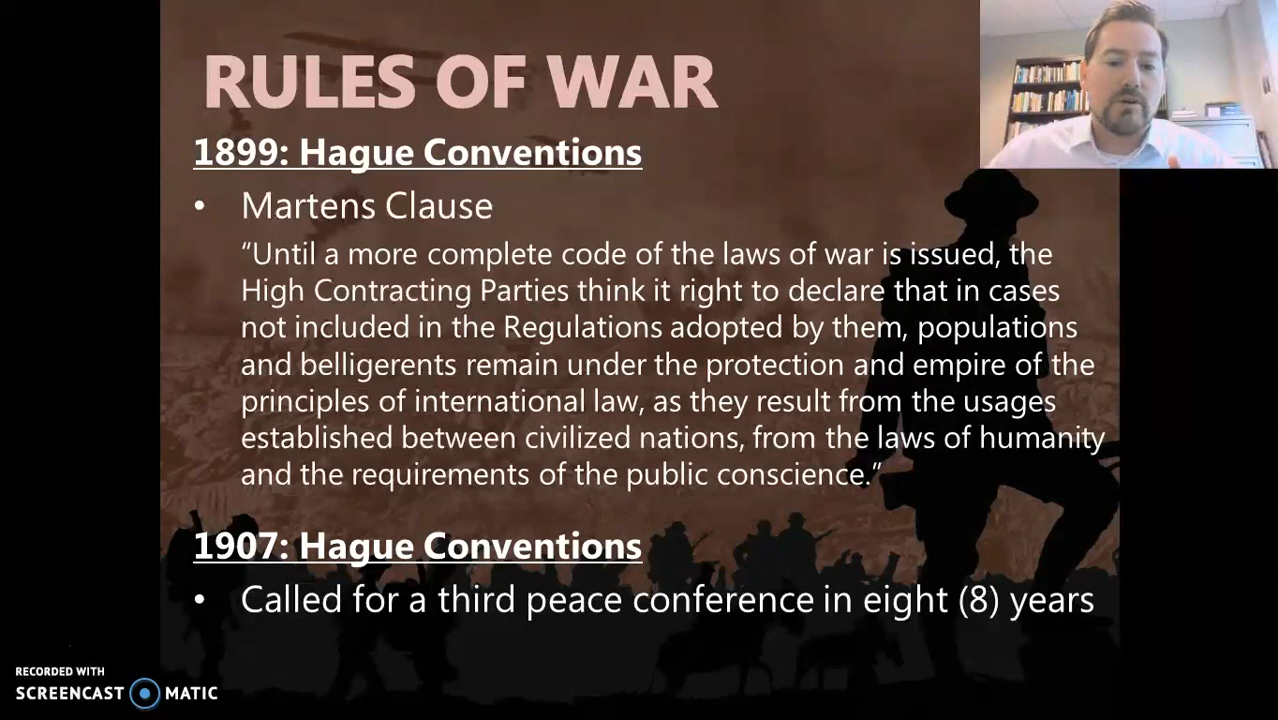 RULES OF WAR
1899: Hague Conventions
• Martens Clause
“Until a more complete code of the laws of war is issued, the
High Contracting Parties think it right to declare that in cases
not included in the Regulations adopted by them, populations
and belligerents remain under the protection and empire of the
principles of international law, as they result from the usages
established between civilized nations, from the laws of humanity
and the requirements of the public conscience.”
1907: Hague Conventions
• Called for a third peace conference in eight (8) years
RECORDED WITH
SCREENCAST MATIC